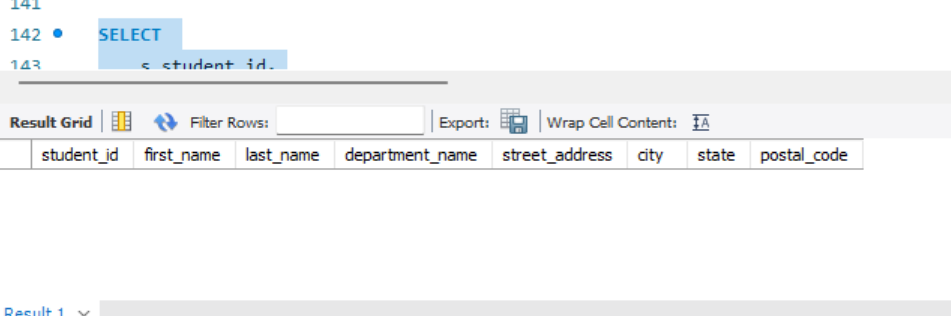 141
142 SELECT
143 s.student_id,
Result Grid Filter Rows: Export: Wrap Cell Content:
student_id first_name last_name department_name street_address city state postal_code
Result 1